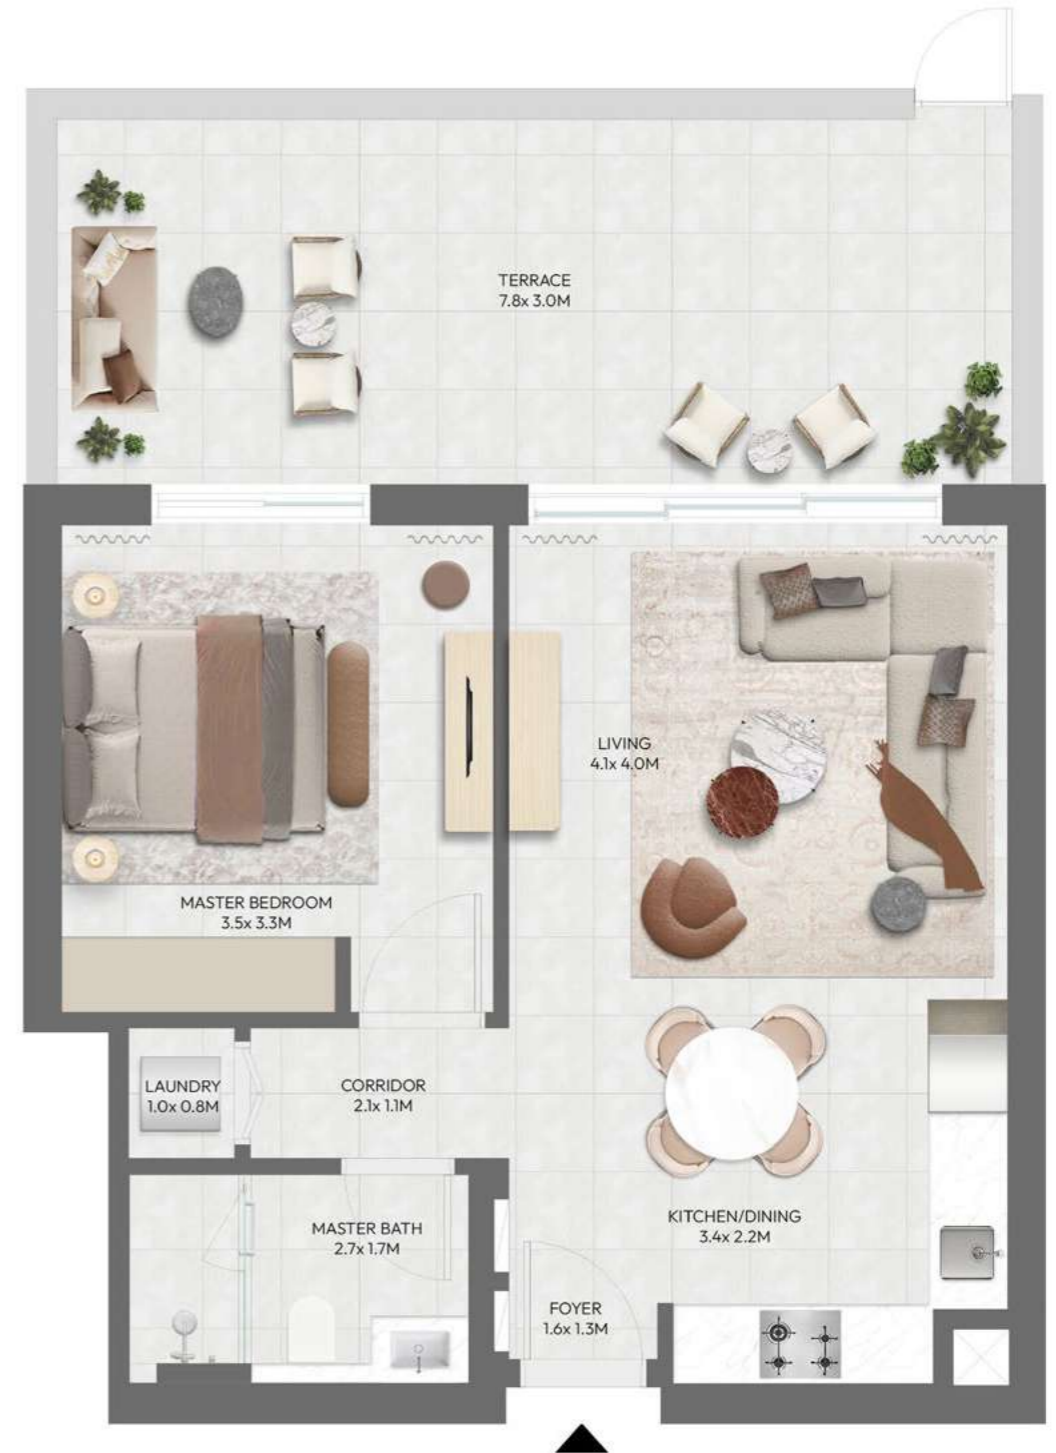 TERRACE
7.8x 3.0M
LIVING
4.1x 4.0M
MASTER BEDROOM
3.5x 3.3M
LAUNDRY
1.0x 0.8M
CORRIDOR
2.1x 1.1M
MASTER BATH
2.7x 1.7M
KITCHEN/DINING
3.4x 2.2M
FOYER
1.6x 1.3M